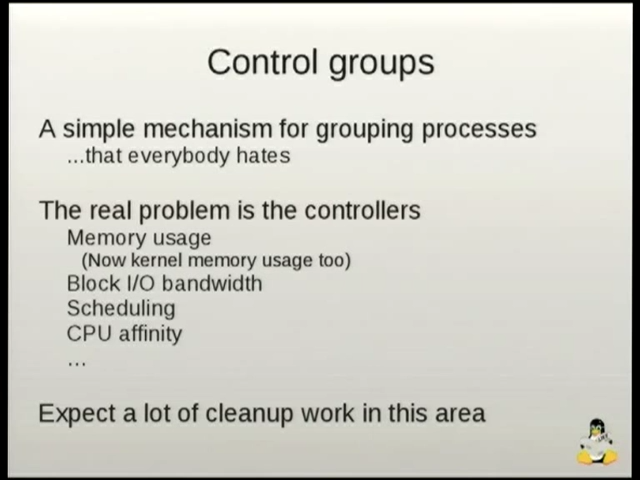 Control groups
A simple mechanism for grouping processes
...that everybody hates
The real problem is the controllers
Memory usage
(Now kernel memory usage too)
Block I/O bandwidth
Scheduling
CPU affinity
...
Expect a lot of cleanup work in this area